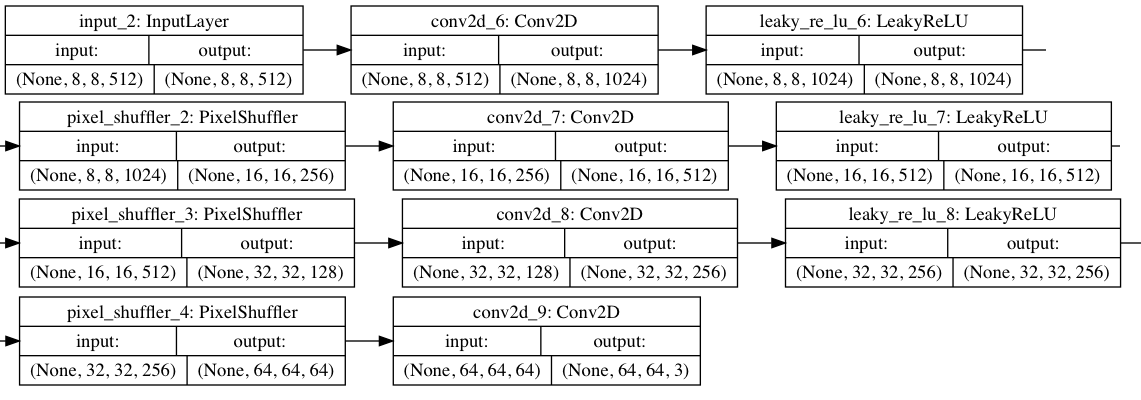 input_2: InputLayer conv2d_6: Conv2D leaky_re_lu_6: LeakyReLU
input: output: input: output: input: output:
(None, 8, 8, 512) (None, 8, 8, 512) (None, 8, 8, 512) (None, 8, 8, 1024) (None, 8, 8, 1024) (None, 8, 8, 1024)
pixel_shuffler_2: PixelShuffler conv2d_7: Conv2D leaky_re_lu_7: LeakyReLU
input: output: input: output: input: output:
(None, 8, 8, 1024) (None, 16, 16, 256) (None, 16, 16, 256) (None, 16, 16, 512) (None, 16, 16, 512) (None, 16, 16, 512)
pixel_shuffler_3: PixelShuffler conv2d_8: Conv2D leaky_re_lu_8: LeakyReLU
input: output: input: output: input: output:
(None, 16, 16, 512) (None, 32, 32, 128) (None, 32, 32, 128) (None, 32, 32, 256) (None, 32, 32, 256) (None, 32, 32, 256)
pixel_shuffler_4: PixelShuffler conv2d_9: Conv2D
input: output: input: output:
(None, 32, 32, 256) (None, 64, 64, 64) (None, 64, 64, 64) (None, 64, 64, 3)